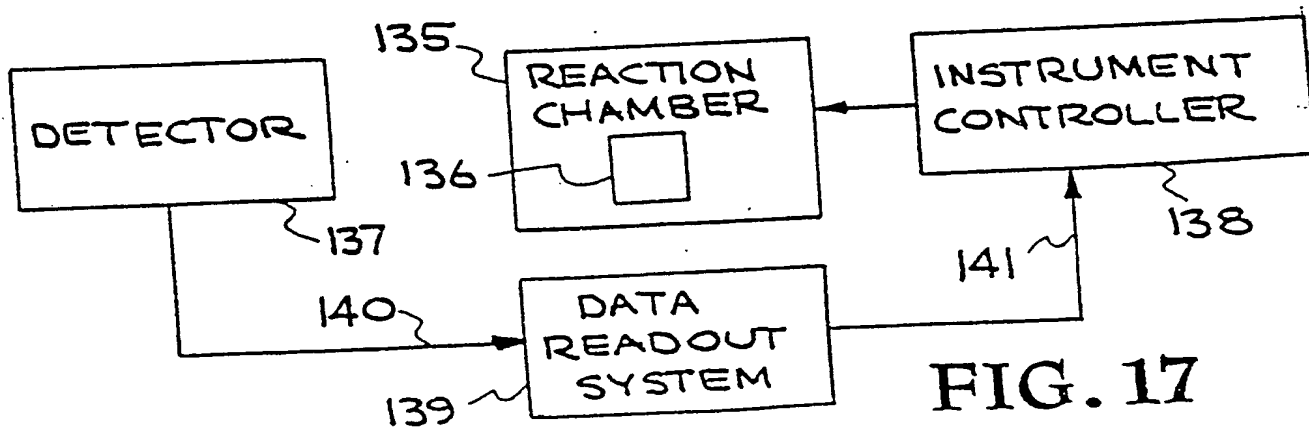 135
REACTION
CHAMBER
136
DETECTOR
137
INSTRUMENT
CONTROLLER
138
141
140
DATA
READOUT
SYSTEM
139
FIG. 17